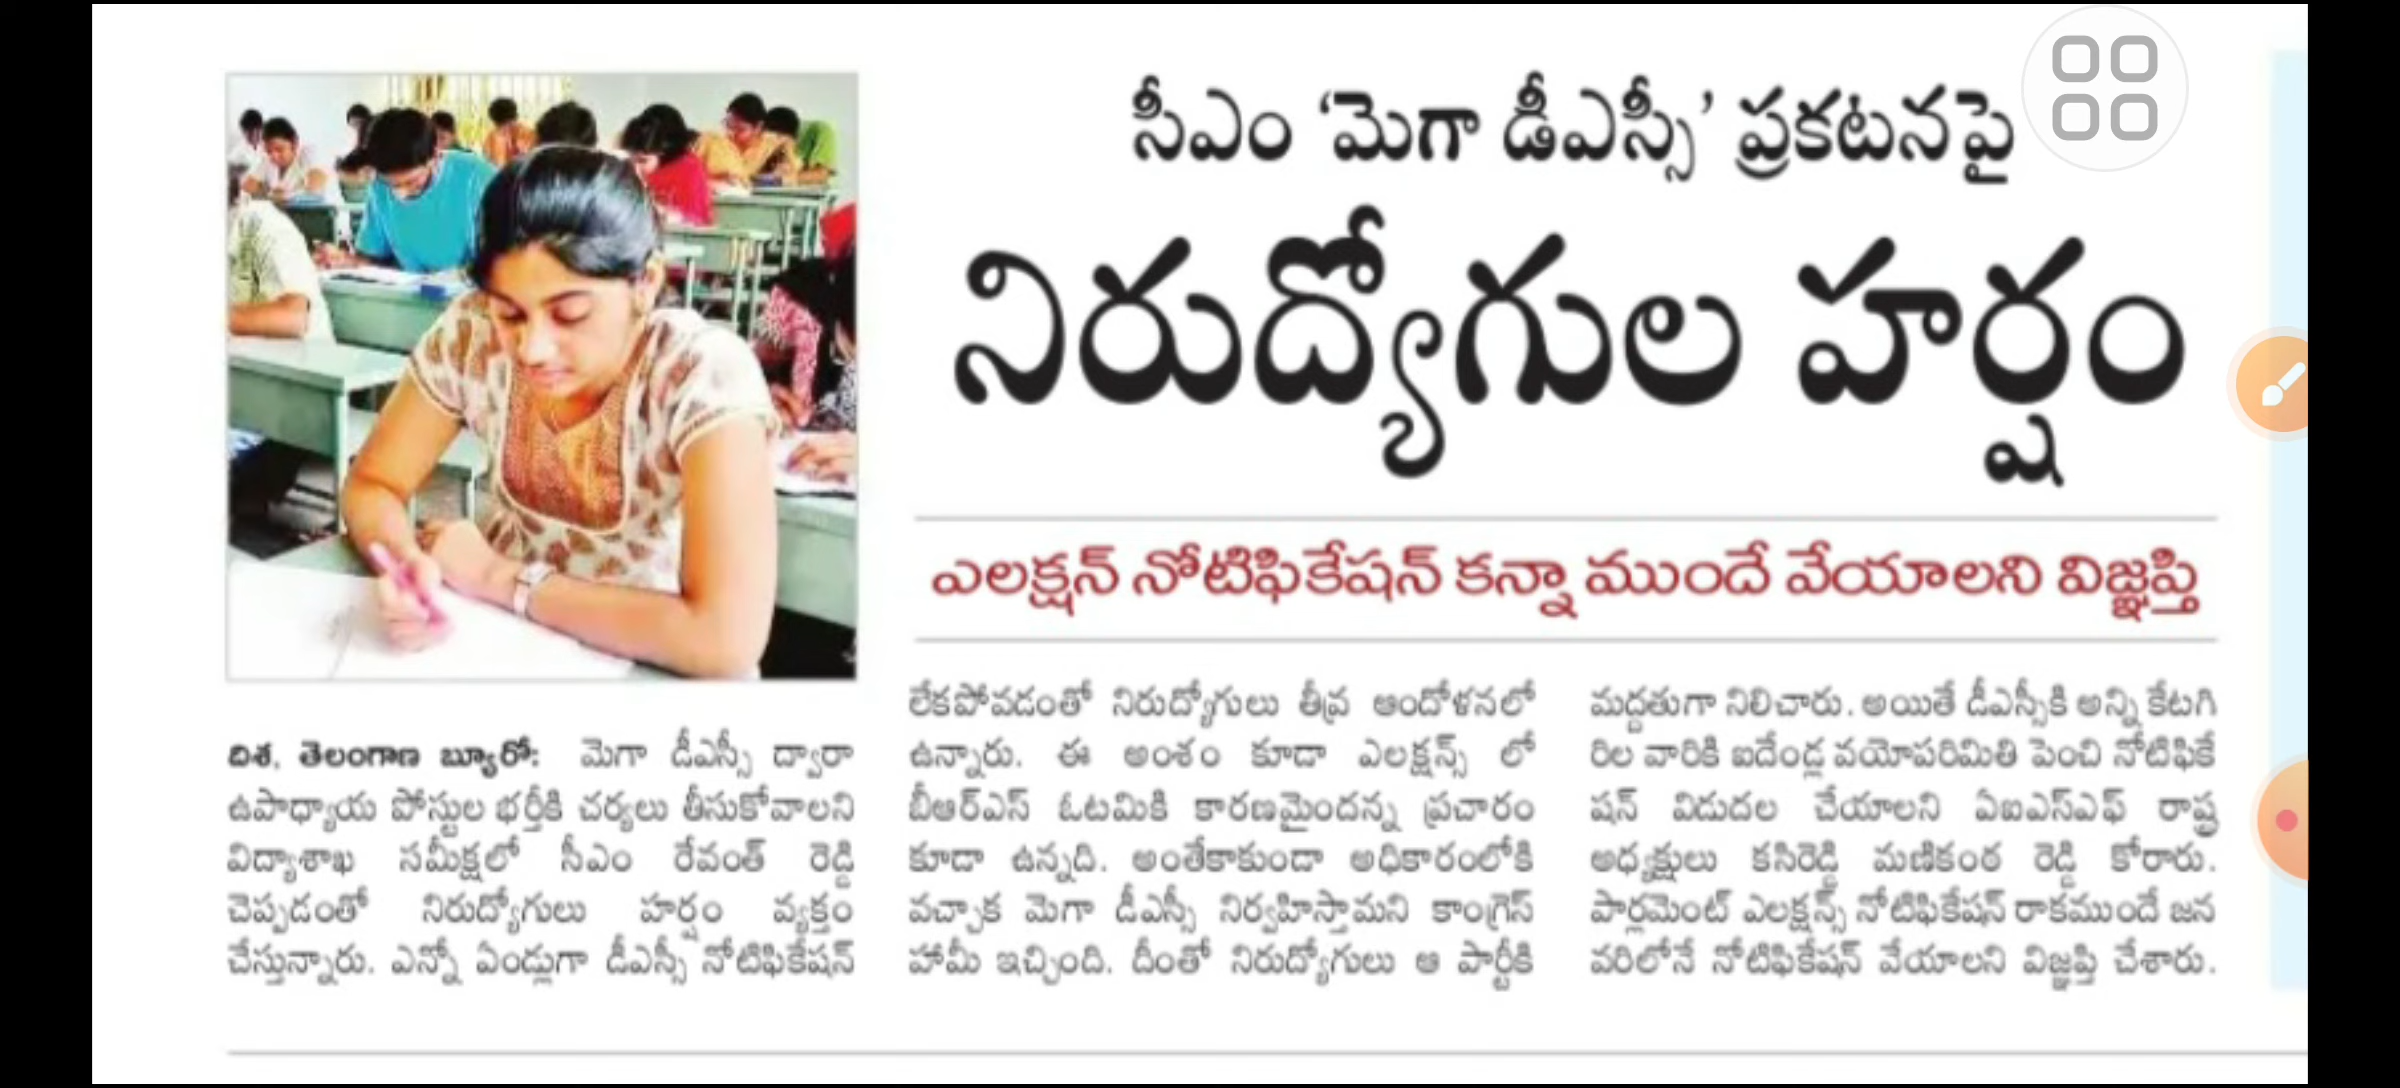 సీఎం ‘మెగా డీఎస్సీ’ ప్రకటనపై
నిరుద్యోగుల హర్షం
ఎలక్షన్ నోటిఫికేషన్ కన్నా ముందే వేయాలని విజ్ఞప్తి
దిశ, తెలంగాణ బ్యూరో: మెగా డీఎస్సీ ద్వారా
ఉపాధ్యాయ పోస్టుల భర్తీకి చర్యలు తీసుకోవాలని
విద్యాశాఖ సమీక్షలో సీఎం రేవంత్ రెడ్డి
చెప్పడంతో నిరుద్యోగులు హర్షం వ్యక్తం
చేస్తున్నారు. ఎన్నో ఏండ్లుగా డీఎస్సీ నోటిఫికేషన్
లేకపోవడంతో నిరుద్యోగులు తీవ్ర ఆందోళనలో
ఉన్నారు. ఈ అంశం కూడా ఎలక్షన్స్ లో
బీఆర్ఎస్ ఓటమికి కారణమైందన్న ప్రచారం
కూడా ఉన్నది. అంతేకాకుండా అధికారంలోకి
వచ్చాక మెగా డీఎస్సీ నిర్వహిస్తామని కాంగ్రెస్
హామీ ఇచ్చింది. దీంతో నిరుద్యోగులు ఆ పార్టీకి
మద్దతుగా నిలిచారు. అయితే డీఎస్సీకి అన్ని కేటగి
రిల వారికి ఐదేండ్ల వయోపరిమితి పెంచి నోటిఫికే
షన్ విడుదల చేయాలని ఏఐఎస్ఎఫ్ రాష్ట్ర
అధ్యక్షులు కసిరెడ్డి మణికంఠ రెడ్డి కోరారు.
పార్లమెంట్ ఎలక్షన్స్ నోటిఫికేషన్ రాకముందే జన
వరిలోనే నోటిఫికేషన్ వేయాలని విజ్ఞప్తి చేశారు.